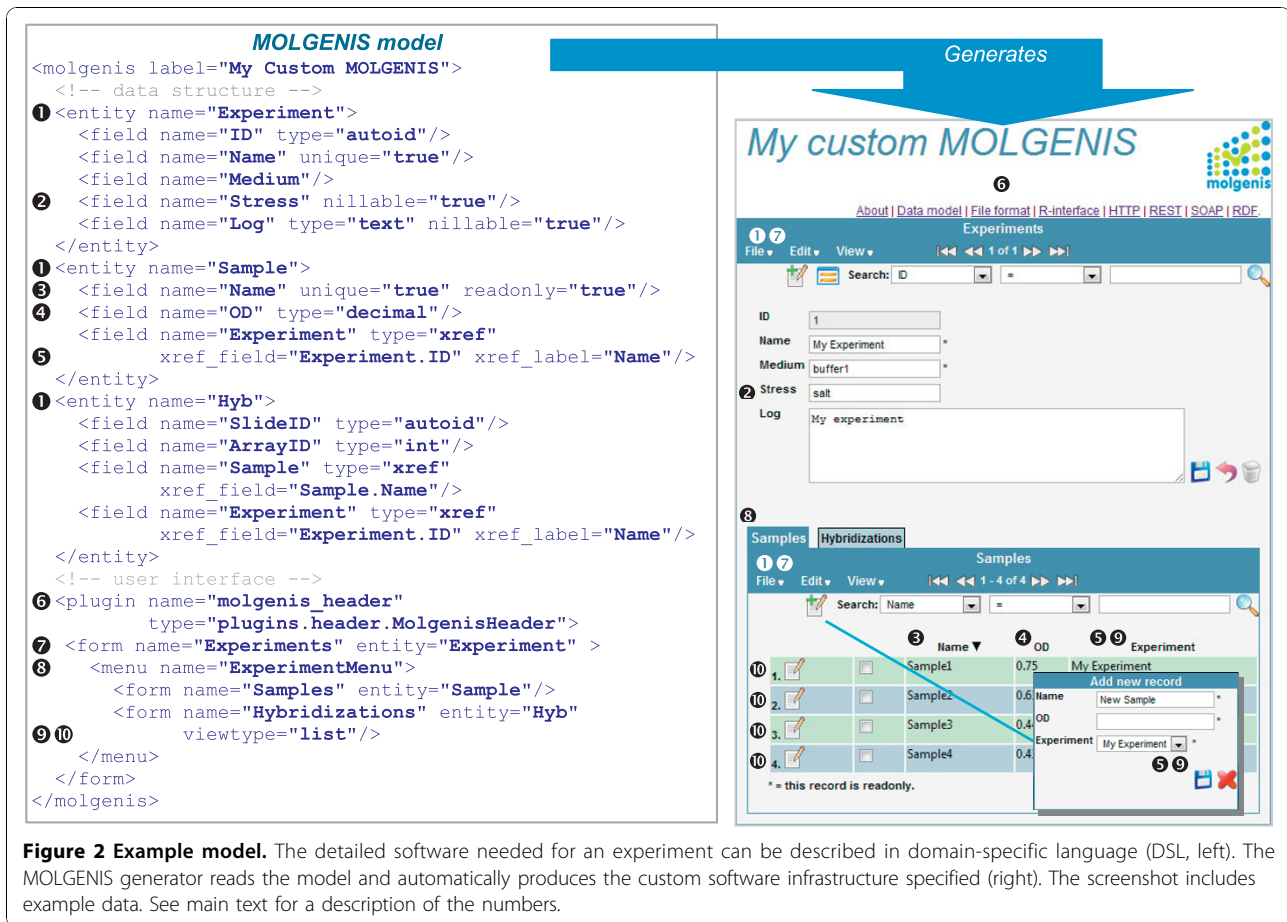 MOLGENIS model
<molgenis label="My Custom MOLGENIS">
<!-- data structure -->
❶ <entity name="Experiment">
<field name="ID" type="autoid"/>
<field name="Name" unique="true"/>
<field name="Medium"/>
❷ <field name="Stress" nillable="true"/>
<field name="Log" type="text" nillable="true"/>
</entity>
❶ <entity name="Sample">
❸ <field name="Name" unique="true" readonly="true"/>
❹ <field name="OD" type="decimal"/>
<field name="Experiment" type="xref"
❺ xref_field="Experiment.ID" xref_label="Name"/>
</entity>
❶ <entity name="Hyb">
<field name="SlideID" type="autoid"/>
<field name="ArrayID" type="int"/>
<field name="Sample" type="xref"
xref_field="Sample.Name"/>
<field name="Experiment" type="xref"
xref_field="Experiment.ID" xref_label="Name"/>
</entity>
<!-- user interface -->
❻ <plugin name="molgenis_header"
type="plugins.header.MolgenisHeader">
❼ <form name="Experiments" entity="Experiment" >
❽ <menu name="ExperimentMenu">
<form name="Samples" entity="Sample"/>
<form name="Hybridizations" entity="Hyb"
❾ ❿ viewtype="list"/>
</menu>
</form>
</molgenis>
Generates
My custom MOLGENIS
molgenis
❻
About | Data model | File format | R-interface | HTTP | REST | SOAP | RDF.
Experiments
❶ ❼
File Edit View 1 of 1
Search: ID =
ID 1
Name My Experiment *
Medium buffer1 *
❷ Stress salt
Log My experiment
❽
Samples Hybridizations
Samples
❶ ❼
File Edit View 1 - 4 of 4
Search: Name =
❸ Name ▼ ❹ OD ❺ ❾ Experiment
❿ 1. Sample1 0.75 My Experiment
❿ 2. Sample2
❿ 3. Sample3
❿ 4. Sample4
Add new record
Name New Sample *
OD *
Experiment My Experiment *
❺ ❾
* = this record is readonly.
Figure 2 Example model. The detailed software needed for an experiment can be described in domain-specific language (DSL, left). The
MOLGENIS generator reads the model and automatically produces the custom software infrastructure specified (right). The screenshot includes
example data. See main text for a description of the numbers.